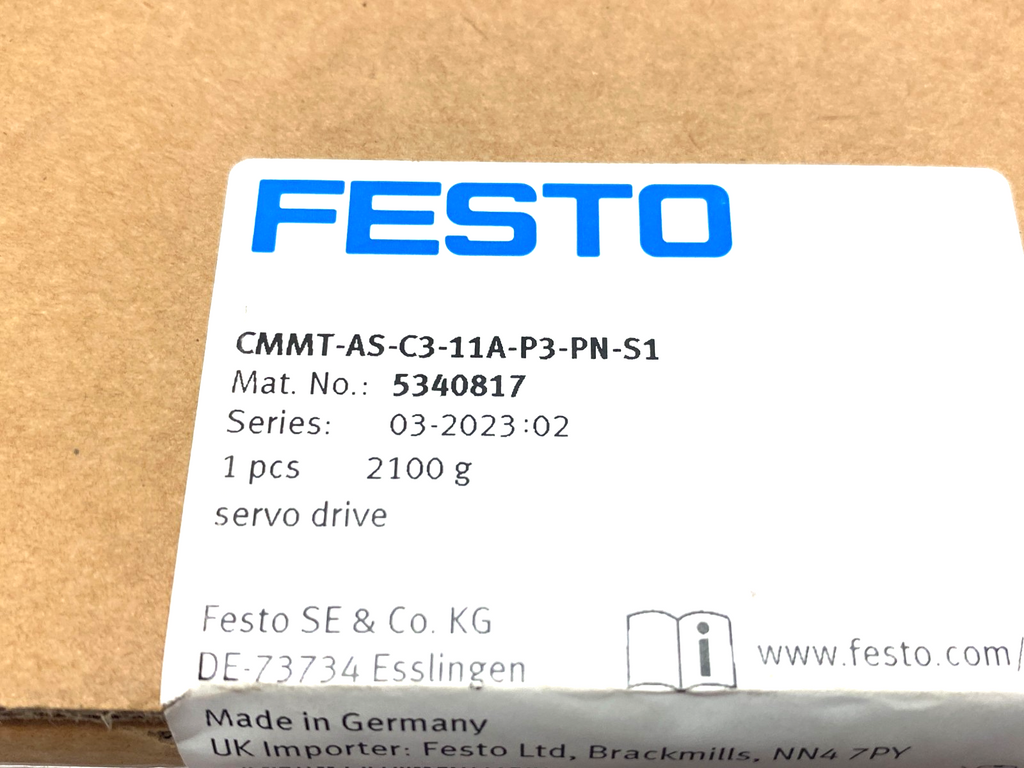 FESTO
CMMT-AS-C3-11A-P3-PN-S1
Mat. No.: 5340817
Series: 03-2023:02
1 pcs 2100 g
servo drive
Festo SE & Co. KG
DE-73734 Esslingen
www.festo.com/
Made in Germany
UK Importer: Festo Ltd, Brackmills, NN4 7PY